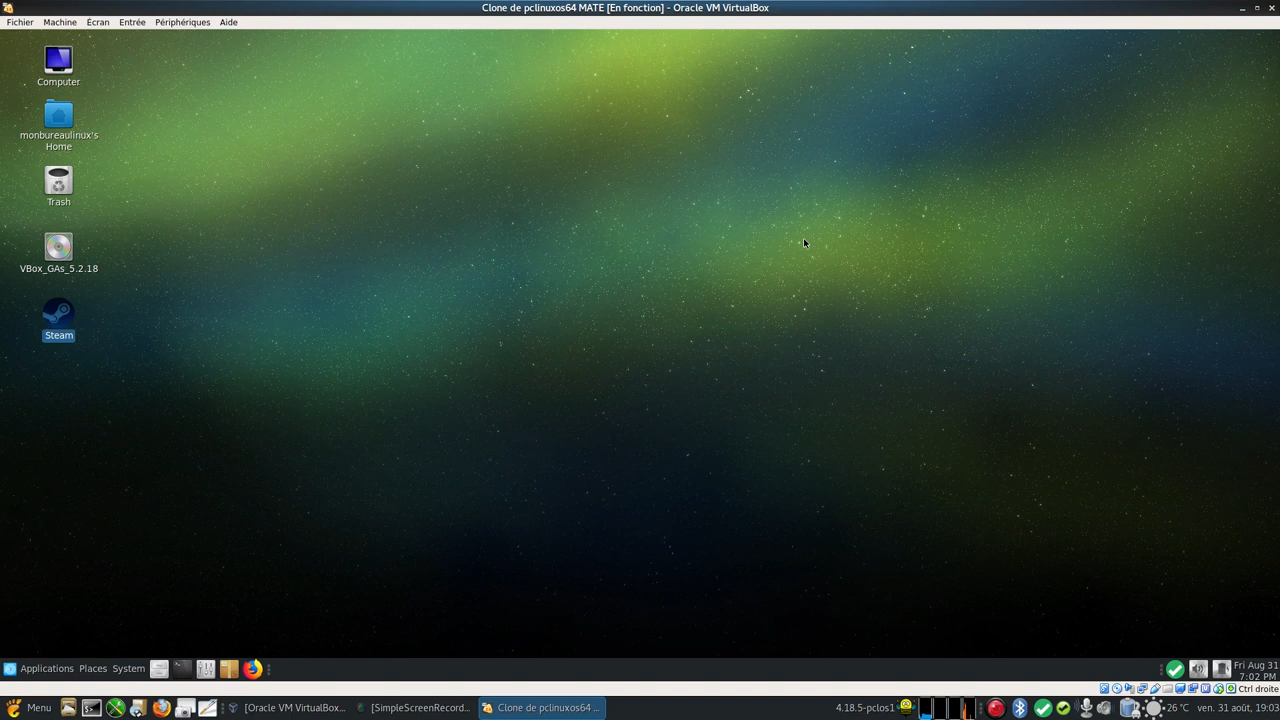 Clone de pclinuxos64 MATE [En fonction] - Oracle VM VirtualBox
Fichier Machine Écran Entrée Périphériques Aide
Computer
monbureaulinux's
Home
Trash
VBox_GAs_5.2.18
Steam
Applications Places System
Fri Aug 31
7:02 PM
Ctrl droite
Menu [Oracle VM VirtualBox... [SimpleScreenRecord... Clone de pclinuxos64 ... 4.18.5-pclos1 26 °C ven. 31 août, 19:03